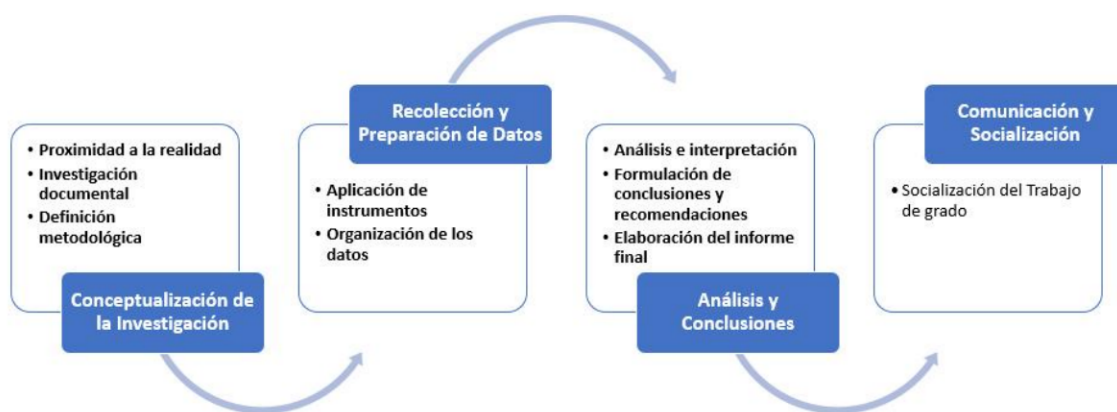 • Proximidad a la realidad
• Investigación
documental
• Definición
metodológica
Conceptualización de
la Investigación
Recolección y
Preparación de Datos
• Aplicación de
instrumentos
• Organización de los
datos
• Análisis e interpretación
• Formulación de
conclusiones y
recomendaciones
• Elaboración del informe
final
Análisis y
Conclusiones
Comunicación y
Socialización
• Socialización del Trabajo
de grado